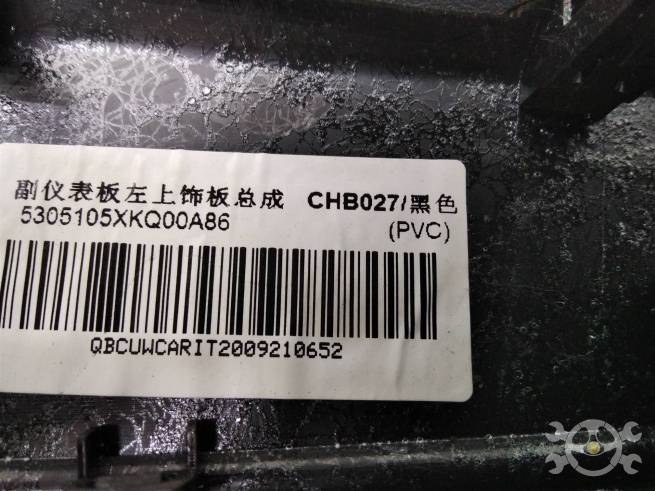 副仪表板左上饰板总成 CHB027/黑色
5305105XKQ00A86 (PVC)
QBCUWCARIT2009210652